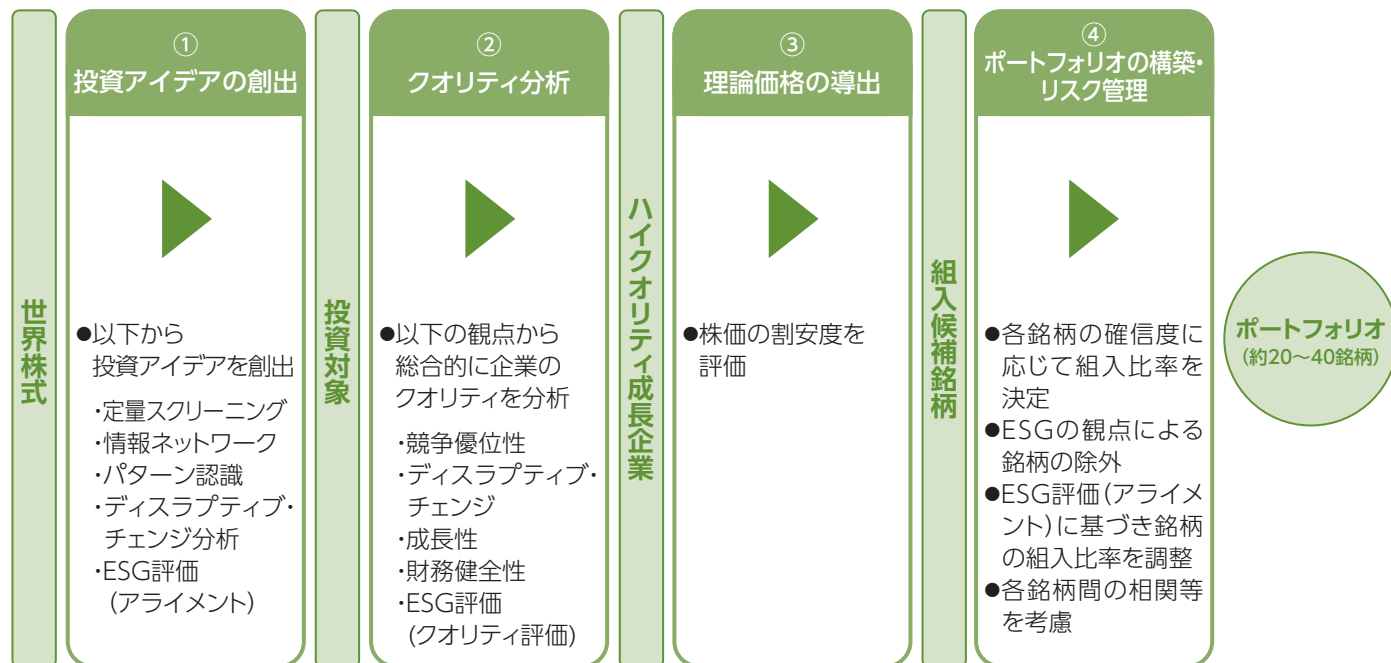 世界株式
①
投資アイデアの創出
●以下から
投資アイデアを創出
・定量スクリーニング
・情報ネットワーク
・パターン認識
・ディスラプティブ・
チェンジ分析
・ESG評価
(アライメント)
投資対象
②
クオリティ分析
●以下の観点から
総合的に企業の
クオリティを分析
・競争優位性
・ディスラプティブ・
チェンジ
・成長性
・財務健全性
・ESG評価
(クオリティ評価)
ハイクオリティ成長企業
③
理論価格の導出
●株価の割安度を
評価
組入候補銘柄
④
ポートフォリオの構築・
リスク管理
●各銘柄の確信度に
応じて組入比率を
決定
●ESGの観点による
銘柄の除外
●ESG評価(アライメ
ント)に基づき銘柄
の組入比率を調整
●各銘柄間の相関等
を考慮
ポートフォリオ
(約20～40銘柄)